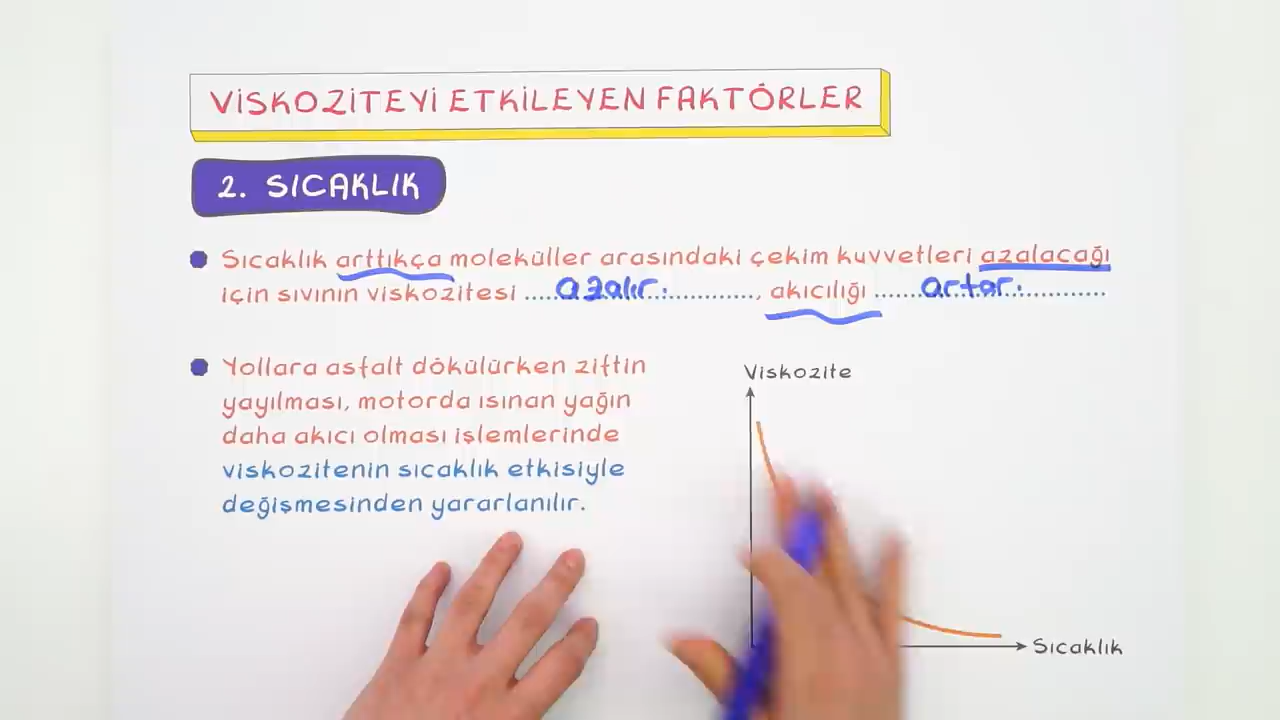 VİSKOZİTEYİ ETKİLEYEN FAKTÖRLER
2. SICAKLIK
Sıcaklık arttıkça moleküller arasındaki çekim kuvvetleri azalacağı
için sıvının viskozitesi ....azalır..........., akıcılığı ......artar.............
Yollara asfalt dökülürken ziftin
yayılması, motorda ısınan yağın
daha akıcı olması işlemlerinde
viskozitenin sıcaklık etkisiyle
değişmesinden yararlanılır.
Viskozite
Sıcaklık